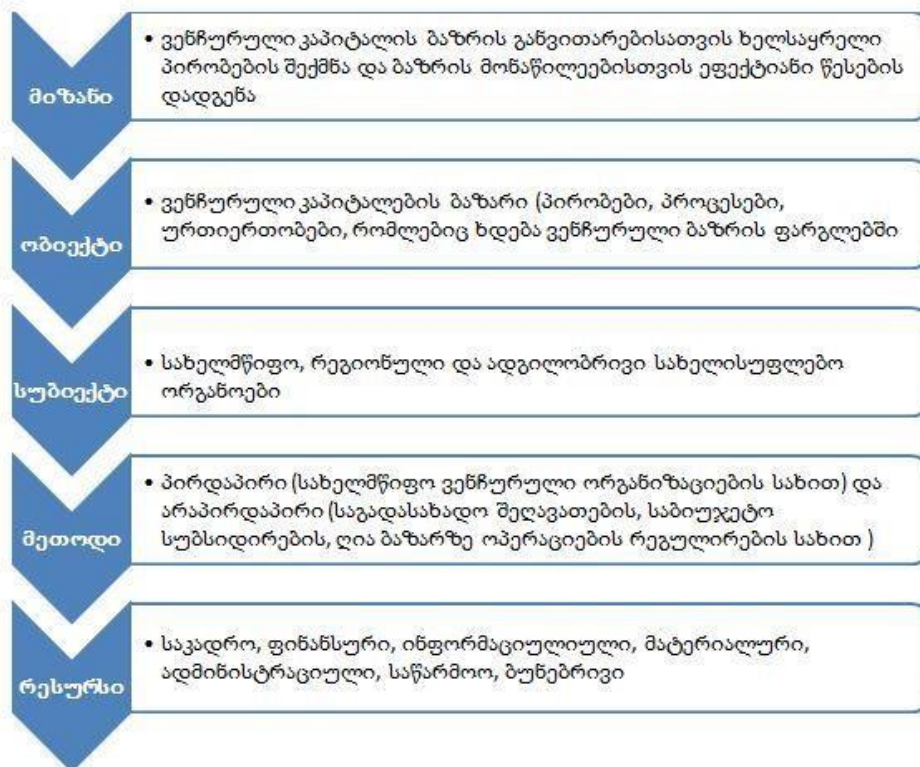 მიზანი
• ვენჩურული კაპიტალის ბაზრის განვითარებისათვის ხელსაყრელი
პირობების შექმნა და ბაზრის მონაწილეებისთვის ეფექტიანი წესების
დადგენა
ობიექტი
• ვენჩურული კაპიტალების ბაზარი (პირობები, პროცესები,
ურთიერთობები, რომლებიც ხდება ვენჩურული ბაზრის ფარგლებში
სუბიექტი
• სახელმწიფო, რეგიონული და ადგილობრივი სახელისუფლებო
ორგანოები
მეთოდი
• პირდაპირი (სახელმწიფო ვენჩურული ორგანიზაციების სახით) და
არაპირდაპირი (საგადასახადო შეღავათების, საბიუჯეტო
სუბსიდირების, ღია ბაზარზე ოპერაციების რეგულირების სახით )
რესურსი
• საკადრო, ფინანსური, ინფორმაციულიული, მატერიალური,
ადმინისტრაციული, საწარმოო, ბუნებრივი